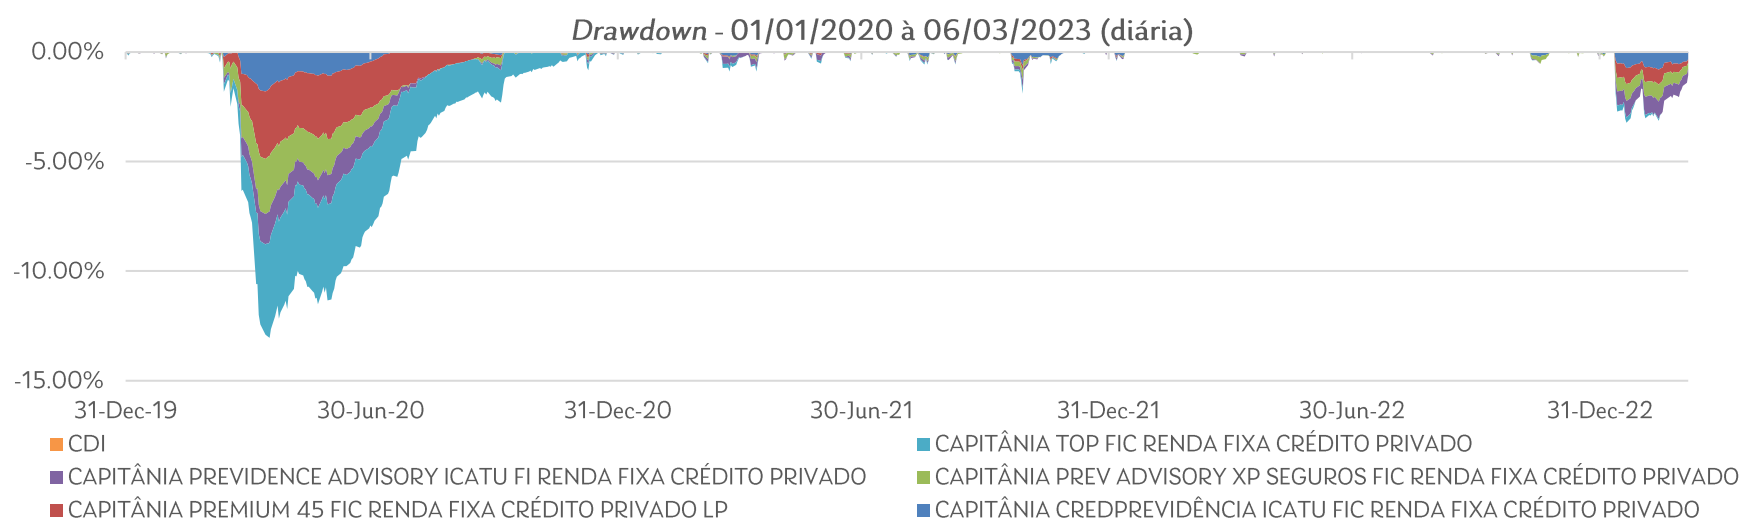 Drawdown - 01/01/2020 à 06/03/2023 (diária)
0.00%
-5.00%
-10.00%
-15.00%
31-Dec-19 30-Jun-20 31-Dec-20 30-Jun-21 31-Dec-21 30-Jun-22 31-Dec-22
CDI CAPITÂNIA TOP FIC RENDA FIXA CRÉDITO PRIVADO
CAPITÂNIA PREVIDENCE ADVISORY ICATU FI RENDA FIXA CRÉDITO PRIVADO CAPITÂNIA PREV ADVISORY XP SEGUROS FIC RENDA FIXA CRÉDITO PRIVADO
CAPITÂNIA PREMIUM 45 FIC RENDA FIXA CRÉDITO PRIVADO LP CAPITÂNIA CREDPREVIDÊNCIA ICATU FIC RENDA FIXA CRÉDITO PRIVADO